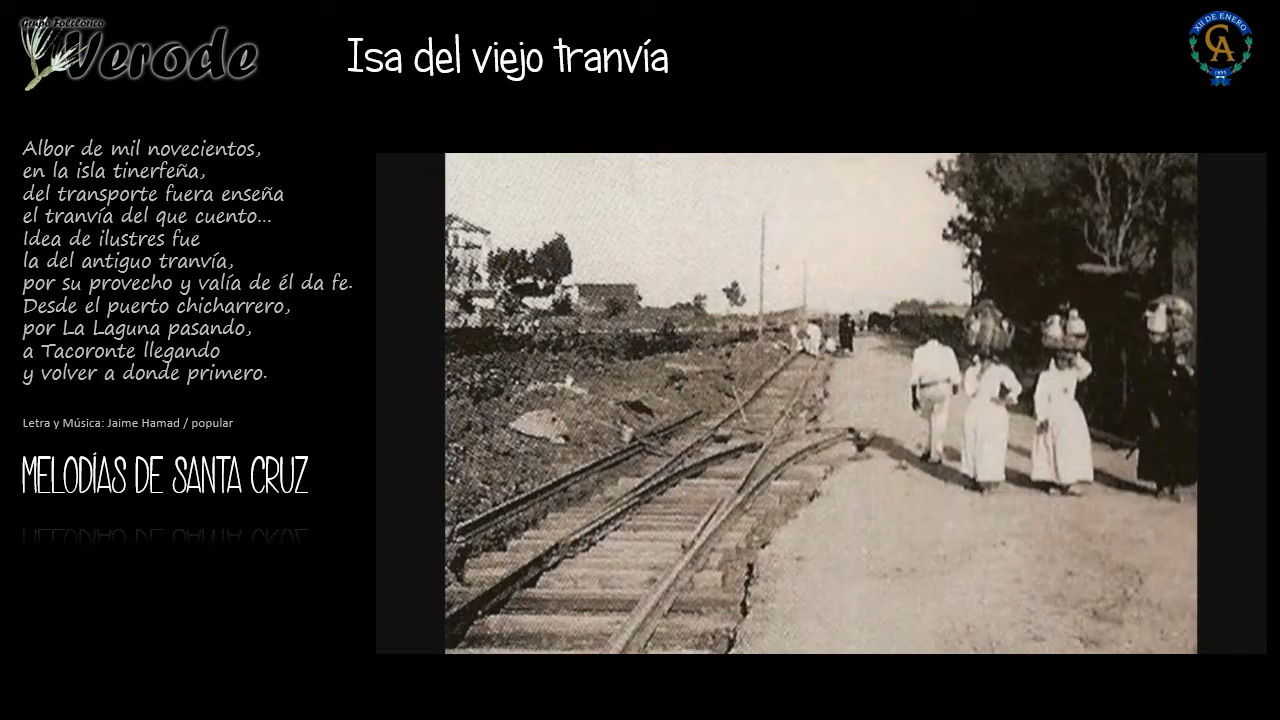 Grupo Folclórico
Verode
Isa del viejo tranvía
XII DE ENERO
CA
1855
Albor de mil novecientos,
en la isla tinerfeña,
del transporte fuera enseña
el tranvía del que cuento...
Idea de ilustres fue
la del antiguo tranvía,
por su provecho y valía de él da fe.
Desde el puerto chicharrero,
por La Laguna pasando,
a Tacoronte llegando
y volver a donde primero.
Letra y Música: Jaime Hamad / popular
MELODÍAS DE SANTA CRUZ